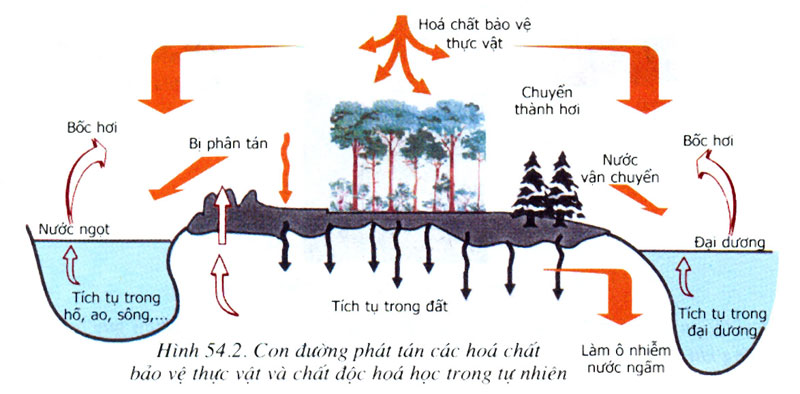 Hoá chất bảo vệ
thực vật
Chuyển
thành hơi
Bốc hơi
Bị phân tán
Bốc hơi
Nước
vận chuyển
Nước ngọt
Đại dương
Tích tụ trong
hồ, ao, sông,...
Tích tụ trong đất
Tích tụ trong
đại dương
Làm ô nhiễm
nước ngầm
Hình 54.2. Con đường phát tán các hoá chất
bảo vệ thực vật và chất độc hoá học trong tự nhiên